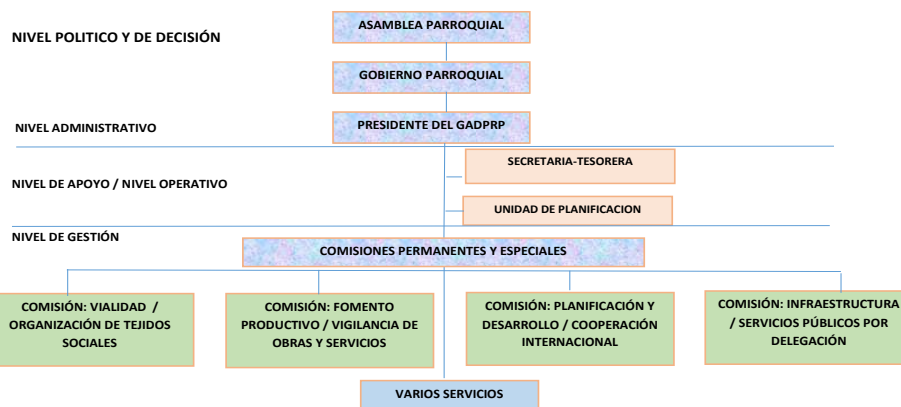 ASAMBLEA PARROQUIAL
NIVEL POLITICO Y DE DECISIÓN
GOBIERNO PARROQUIAL
PRESIDENTE DEL GADPRP
NIVEL ADMINISTRATIVO
SECRETARIA-TESORERA
NIVEL DE APOYO / NIVEL OPERATIVO
UNIDAD DE PLANIFICACION
NIVEL DE GESTIÓN
COMISIONES PERMANENTES Y ESPECIALES
COMISIÓN: VIALIDAD /
ORGANIZACIÓN DE TEJIDOS
SOCIALES
COMISIÓN: FOMENTO
PRODUCTIVO / VIGILANCIA DE
OBRAS Y SERVICIOS
COMISIÓN: PLANIFICACIÓN Y
DESARROLLO / COOPERACIÓN
INTERNACIONAL
COMISIÓN: INFRAESTRUCTURA
/ SERVICIOS PÚBLICOS POR
DELEGACIÓN
VARIOS SERVICIOS